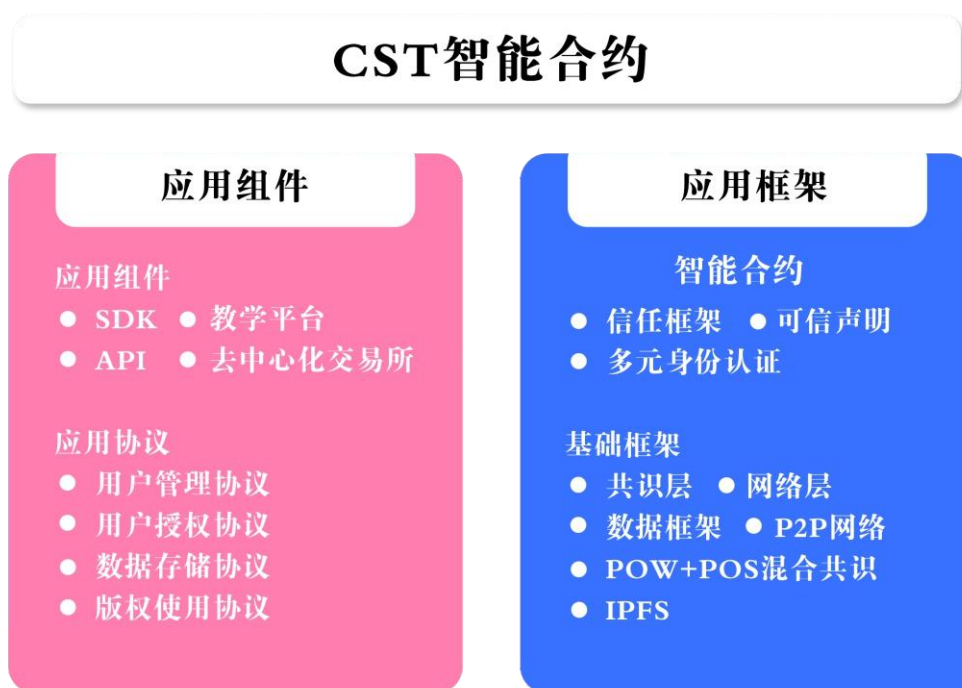 CST智能合约
应用组件
应用组件
● SDK ● 教学平台
● API ● 去中心化交易所
应用协议
● 用户管理协议
● 用户授权协议
● 数据存储协议
● 版权使用协议
应用框架
智能合约
● 信任框架 ● 可信声明
● 多元身份认证
基础框架
● 共识层 ● 网络层
● 数据框架 ● P2P网络
● POW+POS混合共识
● IPFS